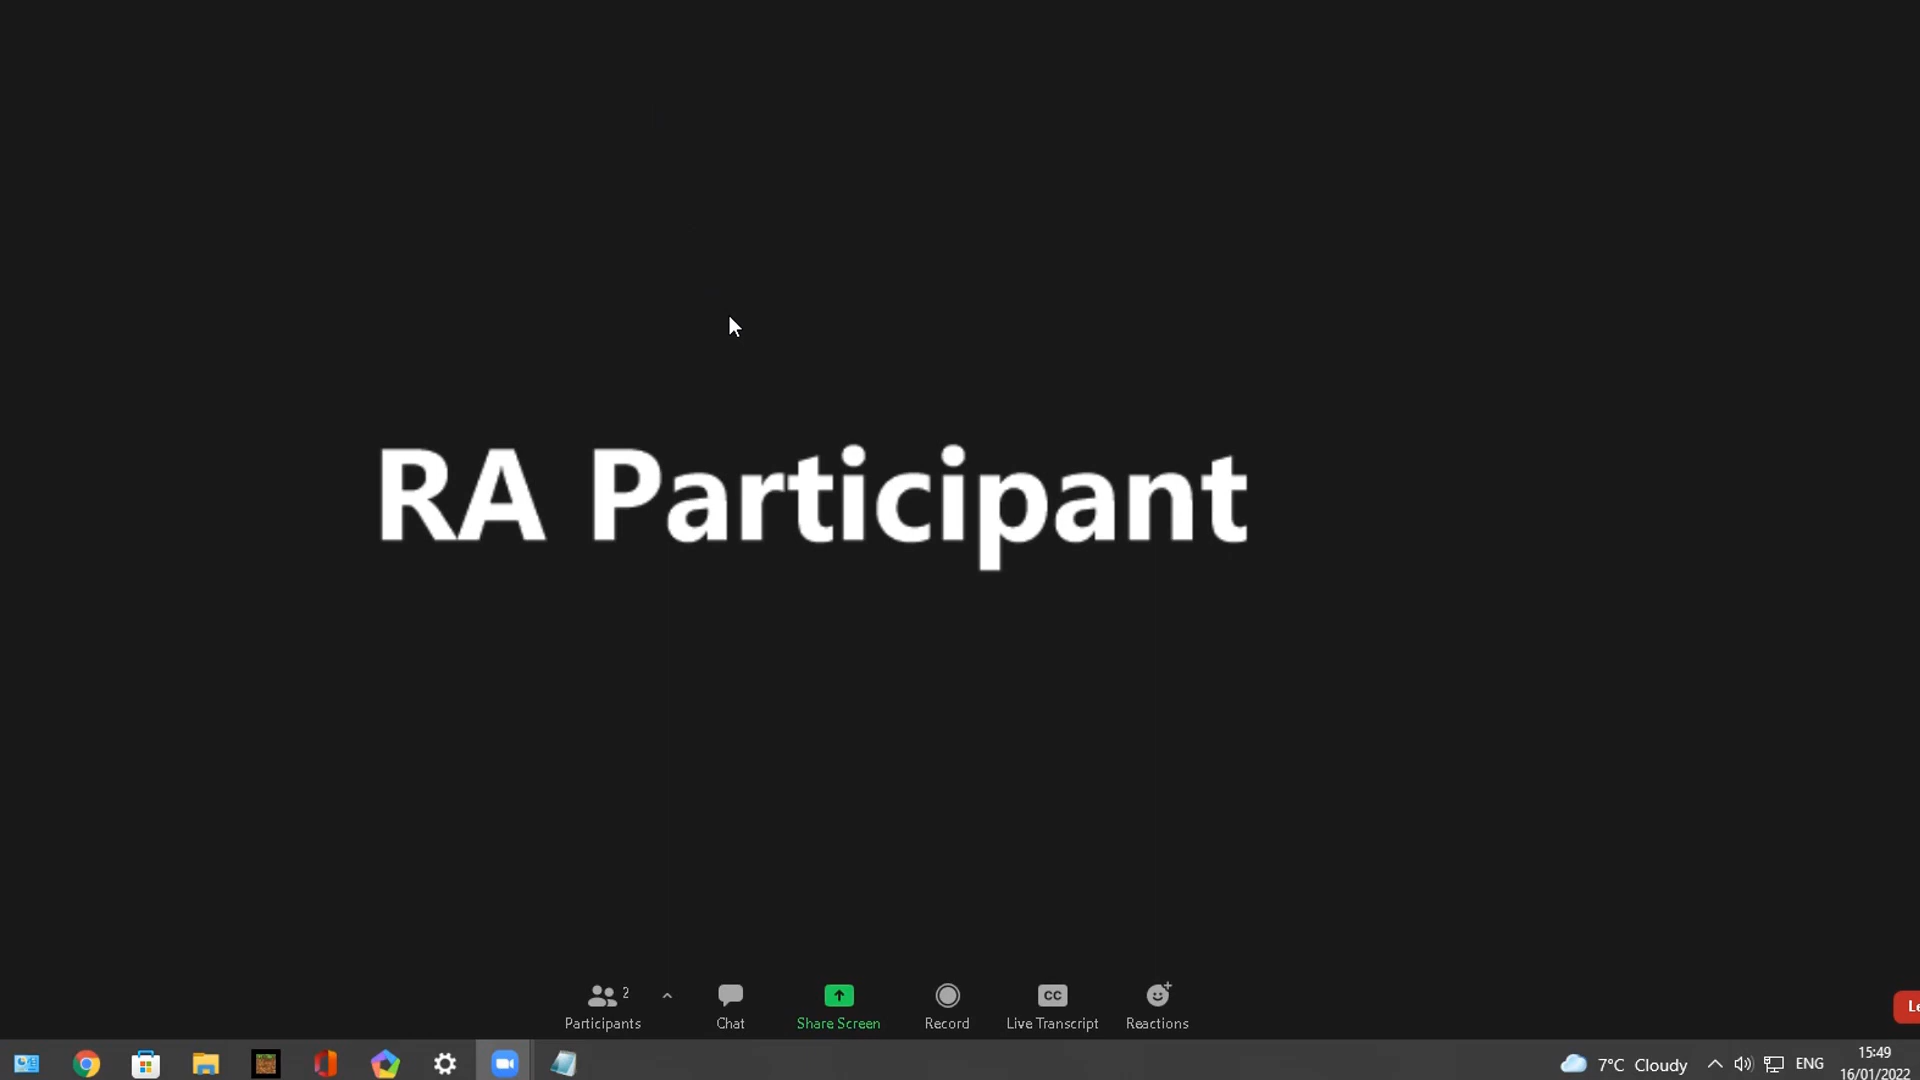 RA Participant
2
Participants
Chat
Share Screen
CC
Record
Live Transcript
Reactions
Le
7°C Cloudy
ENG
15:49
16/01/2022